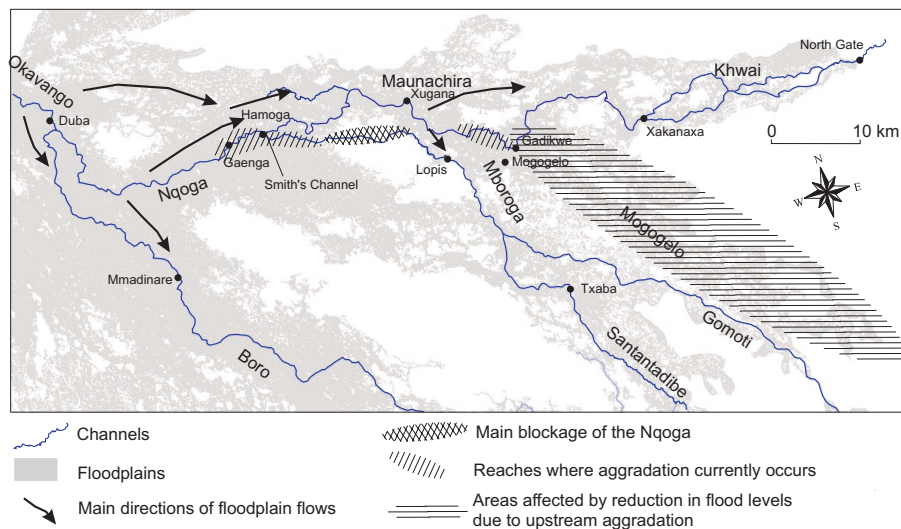 North Gate
Khwai
Okavango
Maunachira
Xugana
Hamoga
Duba
Xakanaxa
0 10 km
Gadikwe
Gaenga
Mogogelo
Lopis
Smith's Channel
Nqoga
Mboroga
N
W E
S
Mogogelo
Mmadinare
Txaba
Gomoti
Santantadibe
Boro
Channels
Main blockage of the Nqoga
Floodplains
Reaches where aggradation currently occurs
Main directions of floodplain flows
Areas affected by reduction in flood levels
due to upstream aggradation